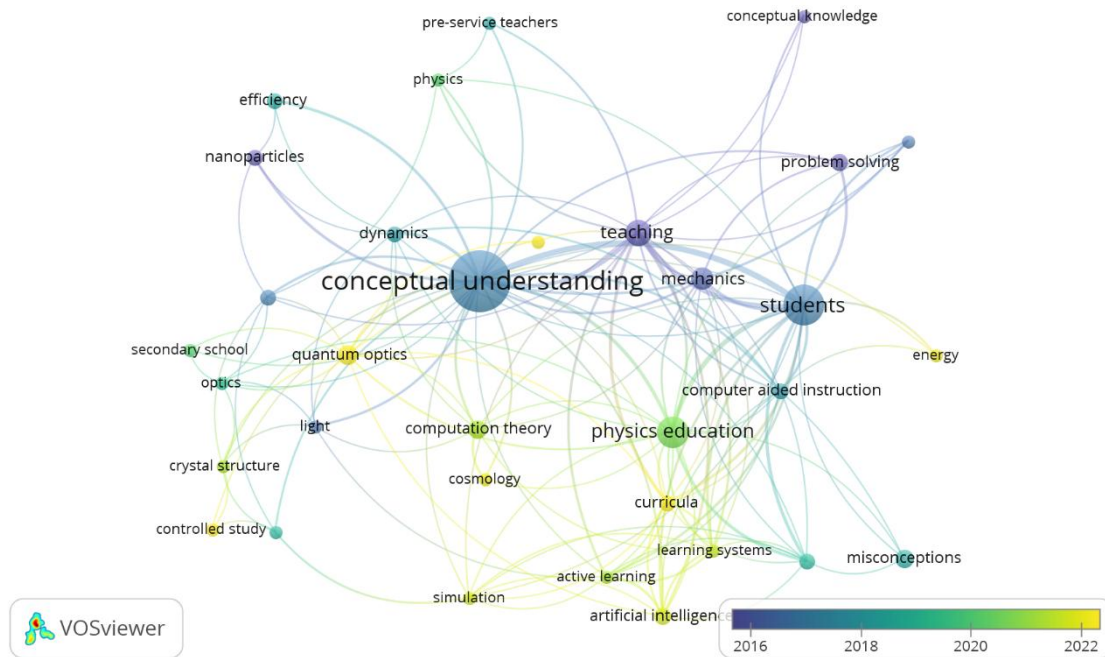 conceptual knowledge
pre-service teachers
physics
efficiency
nanoparticles
problem solving
dynamics
teaching
conceptual understanding
mechanics
students
secondary school
quantum optics
energy
optics
computer aided instruction
light
computation theory
physics education
crystal structure
cosmology
curricula
controlled study
learning systems
misconceptions
active learning
simulation
artificial intelligence
VOSviewer
2016 2018 2020 2022